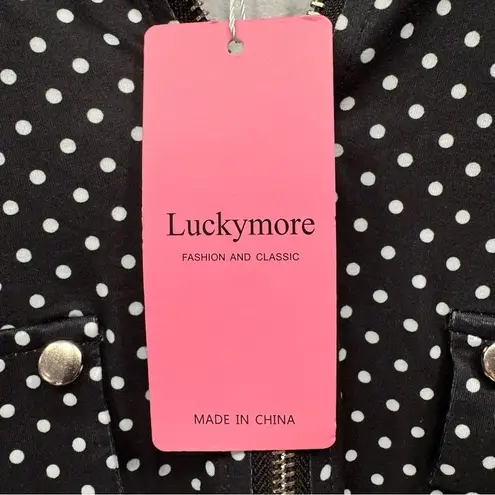 Luckymore
FASHION AND CLASSIC
MADE IN CHINA